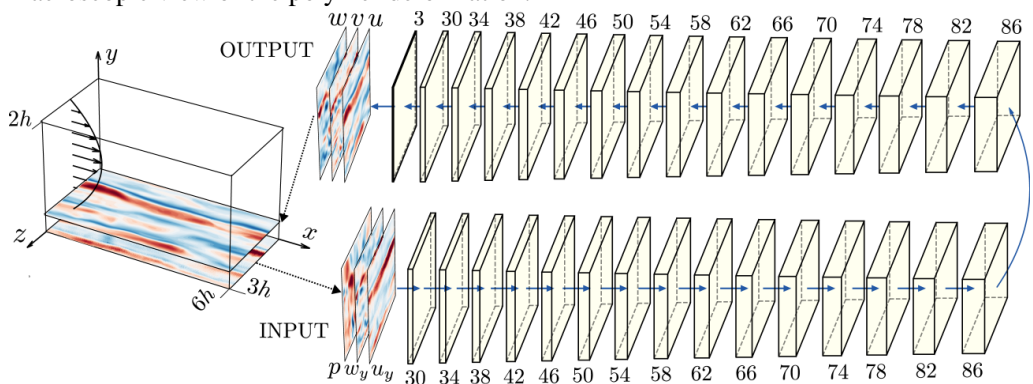 w v u 3 30 34 38 42 46 50 54 58 62 66 70 74 78 82 86
OUTPUT
y
2h
z
x
6h
3h
INPUT
p w_y u_y
30 34 38 42 46 50 54 58 62 66 70 74 78 82 86